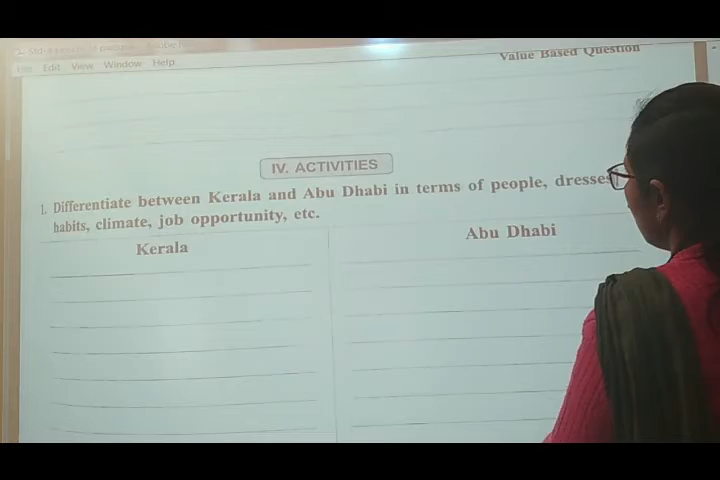 File Edit View Window Help
Value Based Question
IV. ACTIVITIES
1. Differentiate between Kerala and Abu Dhabi in terms of people, dresses,
habits, climate, job opportunity, etc.
Kerala
Abu Dhabi